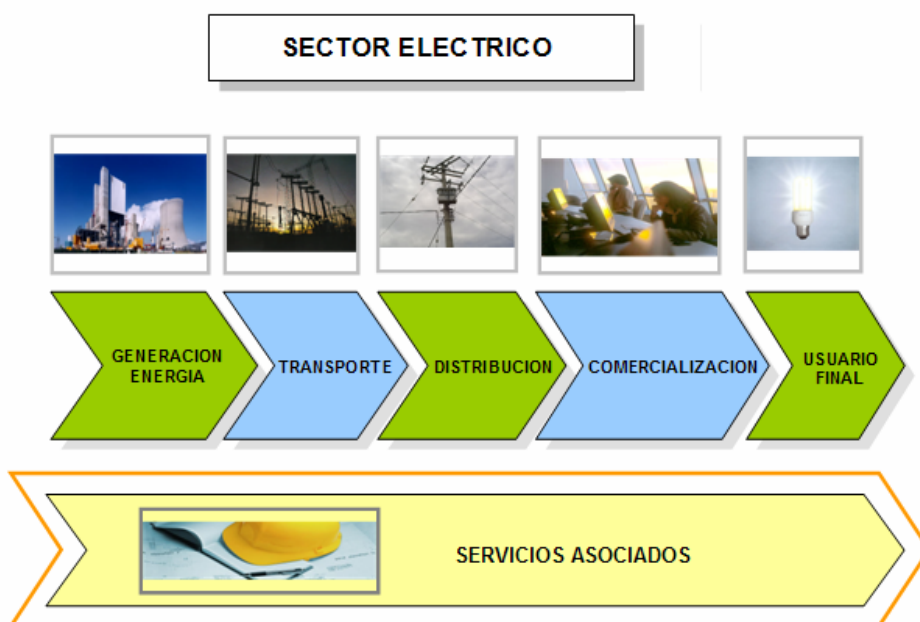 SECTOR ELECTRICO
GENERACION
ENERGIA
TRANSPORTE
DISTRIBUCION
COMERCIALIZACION
USUARIO
FINAL
SERVICIOS ASOCIADOS